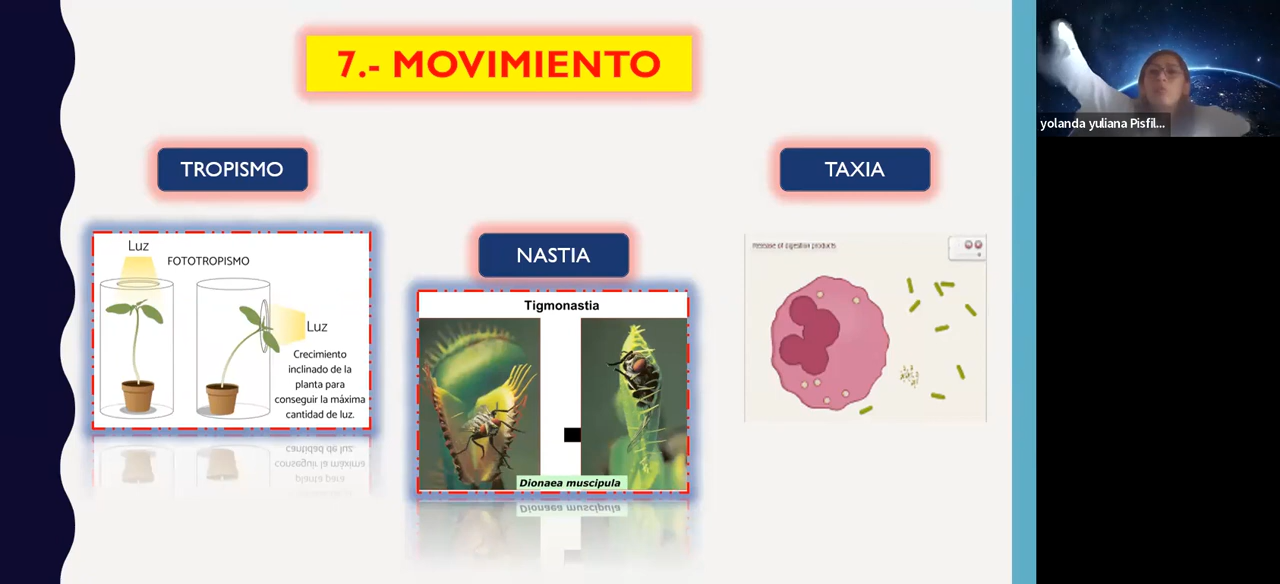 7.- MOVIMIENTO
TROPISMO
Luz
FOTOTROPISMO
Luz
Crecimiento
inclinado de la
planta para
conseguir la máxima
cantidad de luz.
NASTIA
Tigmonastia
Dionaea muscipula
TAXIA
Release of digestion products
yolanda yuliana Pisfil...